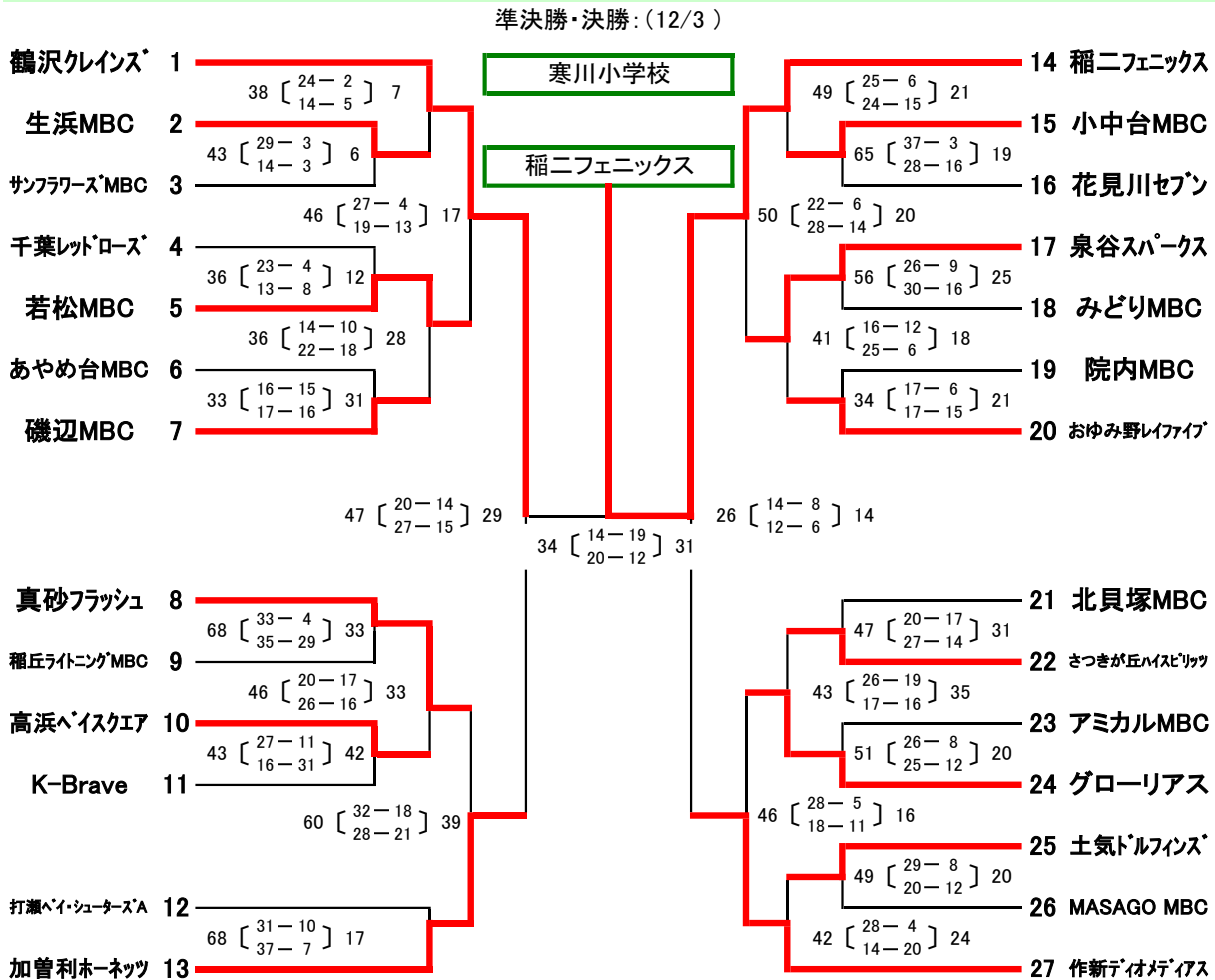 準決勝・決勝:(12/3 )
寒川小学校
稲二フェニックス
鶴沢クレインズ 1
38 〔 24 － 2 〕 7
14 － 5
生浜MBC 2
43 〔 29 － 3 〕 6
14 － 3
サンフラワーズMBC 3
46 〔 27 － 4 〕 17
19 － 13
千葉レッドローズ 4
36 〔 23 － 4 〕 12
13 － 8
若松MBC 5
36 〔 14 － 10 〕 28
22 － 18
あやめ台MBC 6
33 〔 16 － 15 〕 31
17 － 16
磯辺MBC 7
47 〔 20 － 14 〕 29
27 － 15
34 〔 14 － 19 〕 31
20 － 12
真砂フラッシュ 8
68 〔 33 － 4 〕 33
35 － 29
稲丘ライトニングMBC 9
46 〔 20 － 17 〕 33
26 － 16
高浜ベイスクエア 10
43 〔 27 － 11 〕 42
16 － 31
K-Brave 11
60 〔 32 － 18 〕 39
28 － 21
打瀬ベイ・シューターズA 12
68 〔 31 － 10 〕 17
37 － 7
加曽利ホーネッツ 13
14 稲二フェニックス
49 〔 25 － 6 〕 21
24 － 15
15 小中台MBC
65 〔 37 － 3 〕 19
28 － 16
16 花見川セブン
50 〔 22 － 6 〕 20
28 － 14
17 泉谷スパークス
56 〔 26 － 9 〕 25
30 － 16
18 みどりMBC
41 〔 16 － 12 〕 18
25 － 6
19 院内MBC
34 〔 17 － 6 〕 21
17 － 15
20 おゆみ野レイファイブ
26 〔 14 － 8 〕 14
12 － 6
21 北貝塚MBC
47 〔 20 － 17 〕 31
27 － 14
22 さつきが丘ハイスピリッツ
43 〔 26 － 19 〕 35
17 － 16
23 アミカルMBC
51 〔 26 － 8 〕 20
25 － 12
24 グローリアス
46 〔 28 － 5 〕 16
18 － 11
25 土気ドルフィンズ
49 〔 29 － 8 〕 20
20 － 12
26 MASAGO MBC
42 〔 28 － 4 〕 24
14 － 20
27 作新ディオメディアス